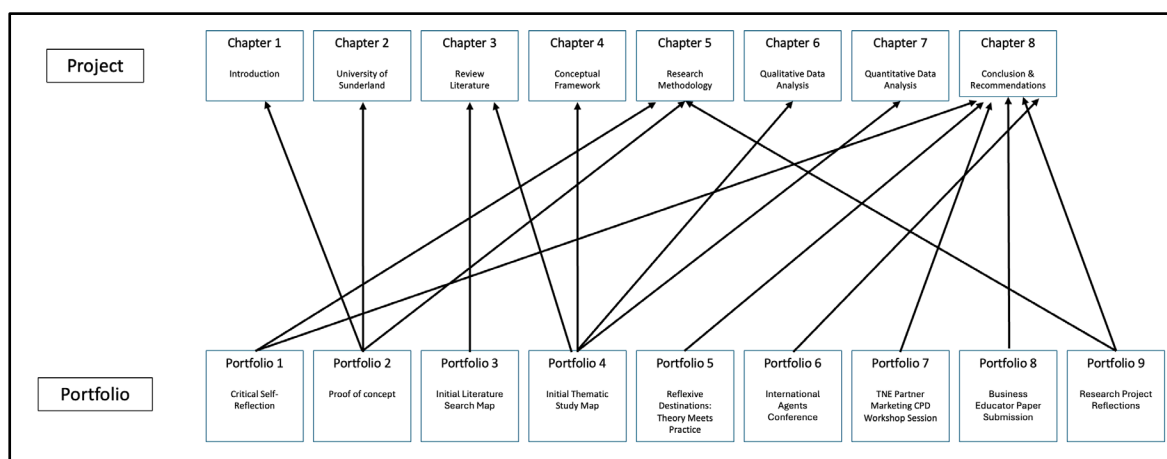 Project
Chapter 1
Introduction
Chapter 2
University of
Sunderland
Chapter 3
Review
Literature
Chapter 4
Conceptual
Framework
Chapter 5
Research
Methodology
Chapter 6
Qualitative Data
Analysis
Chapter 7
Quantitative Data
Analysis
Chapter 8
Conclusion &
Recommendations
Portfolio
Portfolio 1
Critical Self-
Reflection
Portfolio 2
Proof of concept
Portfolio 3
Initial Literature
Search Map
Portfolio 4
Initial Thematic
Study Map
Portfolio 5
Reflexive
Destinations:
Theory Meets
Practice
Portfolio 6
International
Agents
Conference
Portfolio 7
TNE Partner
Marketing CPD
Workshop Session
Portfolio 8
Business
Educator Paper
Submission
Portfolio 9
Research Project
Reflections